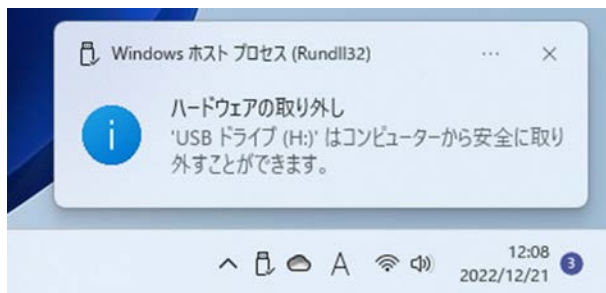 Windows ホスト プロセス (Rundll32)
ハードウェアの取り外し
'USB ドライブ (H:)' はコンピューターから安全に取り
外すことができます。
A
12:08
2022/12/21
3